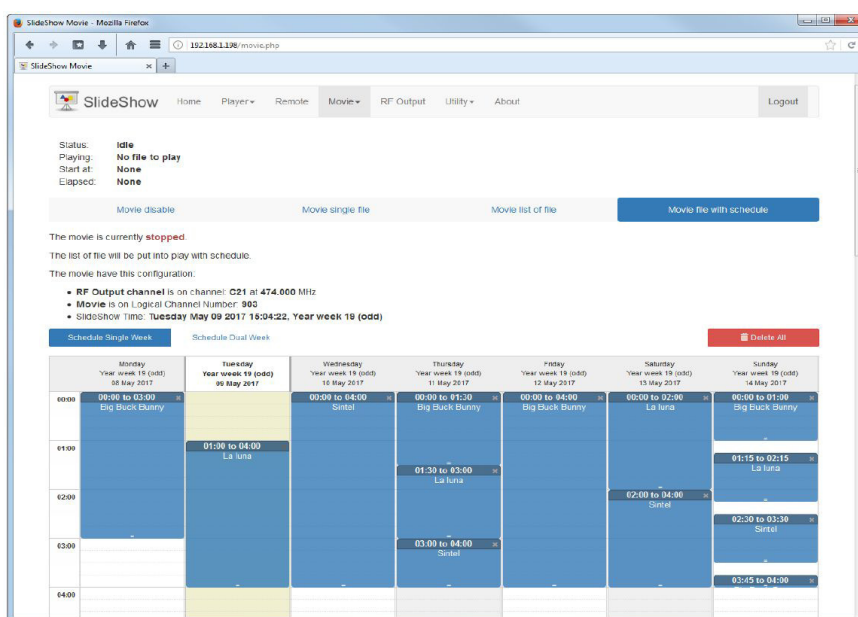 SlideShow Movie - Mozilla Firefox
192.168.1.198/movie.php
SlideShow Movie
SlideShow Home Player Remote Movie RF Output Utility About Logout
Status: Idle
Playing: No file to play
Start at: None
Elapsed: None
Movie disable Movie single file Movie list of file Movie file with schedule
The movie is currently stopped.
The list of file will be put into play with schedule.
The movie have this configuration:
• RF Output channel is on channel: C21 at 474.000 MHz
• Movie is on Logical Channel Number: 903
• SlideShow Time: Tuesday May 09 2017 15:04:22, Year week 19 (odd)
Schedule Single Week Schedule Dual Week Delete All
Monday Tuesday Wednesday Thursday Friday Saturday Sunday
Year week 19 (odd) Year week 19 (odd) Year week 19 (odd) Year week 19 (odd) Year week 19 (odd) Year week 19 (odd) Year week 19 (odd)
08 May 2017 09 May 2017 10 May 2017 11 May 2017 12 May 2017 13 May 2017 14 May 2017
00:00 00:00 to 03:00 00:00 to 04:00 00:00 to 01:30 00:00 to 04:00 00:00 to 02:00 00:00 to 01:00
Big Buck Bunny Sintel Big Buck Bunny Big Buck Bunny La luna Big Buck Bunny
01:00 01:00 to 04:00
La luna 01:15 to 02:15
01:30 to 03:00 La luna
La luna
02:00 02:00 to 04:00
Sintel
02:30 to 03:30
Sintel
03:00 03:00 to 04:00
Sintel
03:45 to 04:00
04:00